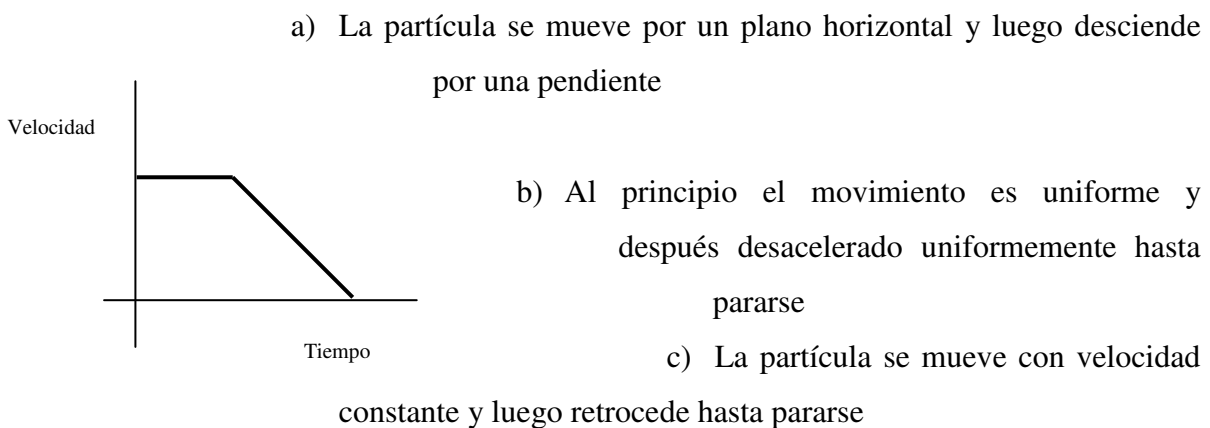 a) La partícula se mueve por un plano horizontal y luego desciende
por una pendiente
Velocidad
b) Al principio el movimiento es uniforme y
después desacelerado uniformemente hasta
pararse
Tiempo
c) La partícula se mueve con velocidad
constante y luego retrocede hasta pararse